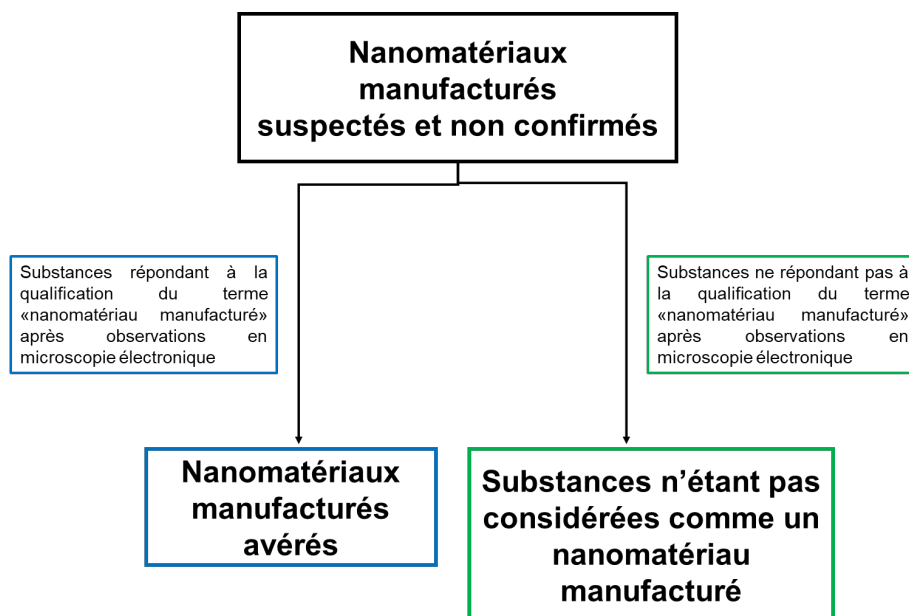 Nanomatériaux
manufacturés
suspectés et non confirmés
Substances répondant à la
qualification du terme
«nanomatériau manufacturé»
après observations en
microscopie électronique
Substances ne répondant pas à
la qualification du terme
«nanomatériau manufacturé»
après observations en
microscopie électronique
Nanomatériaux
manufacturés
avérés
Substances n'étant pas
considérées comme un
nanomatériau
manufacturé